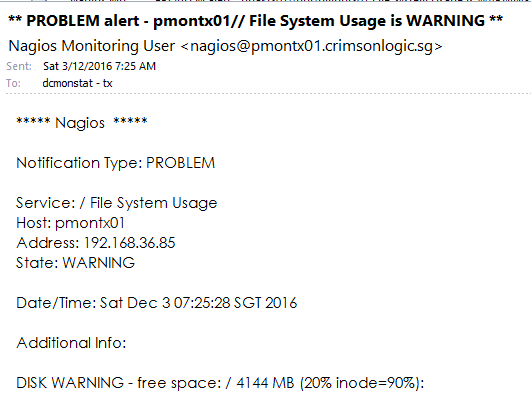 ** PROBLEM alert - pmontx01// File System Usage is WARNING **
Nagios Monitoring User <nagios@pmontx01.crimsonlogic.sg>
Sent: Sat 3/12/2016 7:25 AM
To: dcmonstat - tx
***** Nagios *****
Notification Type: PROBLEM
Service: / File System Usage
Host: pmontx01
Address: 192.168.36.85
State: WARNING
Date/Time: Sat Dec 3 07:25:28 SGT 2016
Additional Info:
DISK WARNING - free space: / 4144 MB (20% inode=90%):